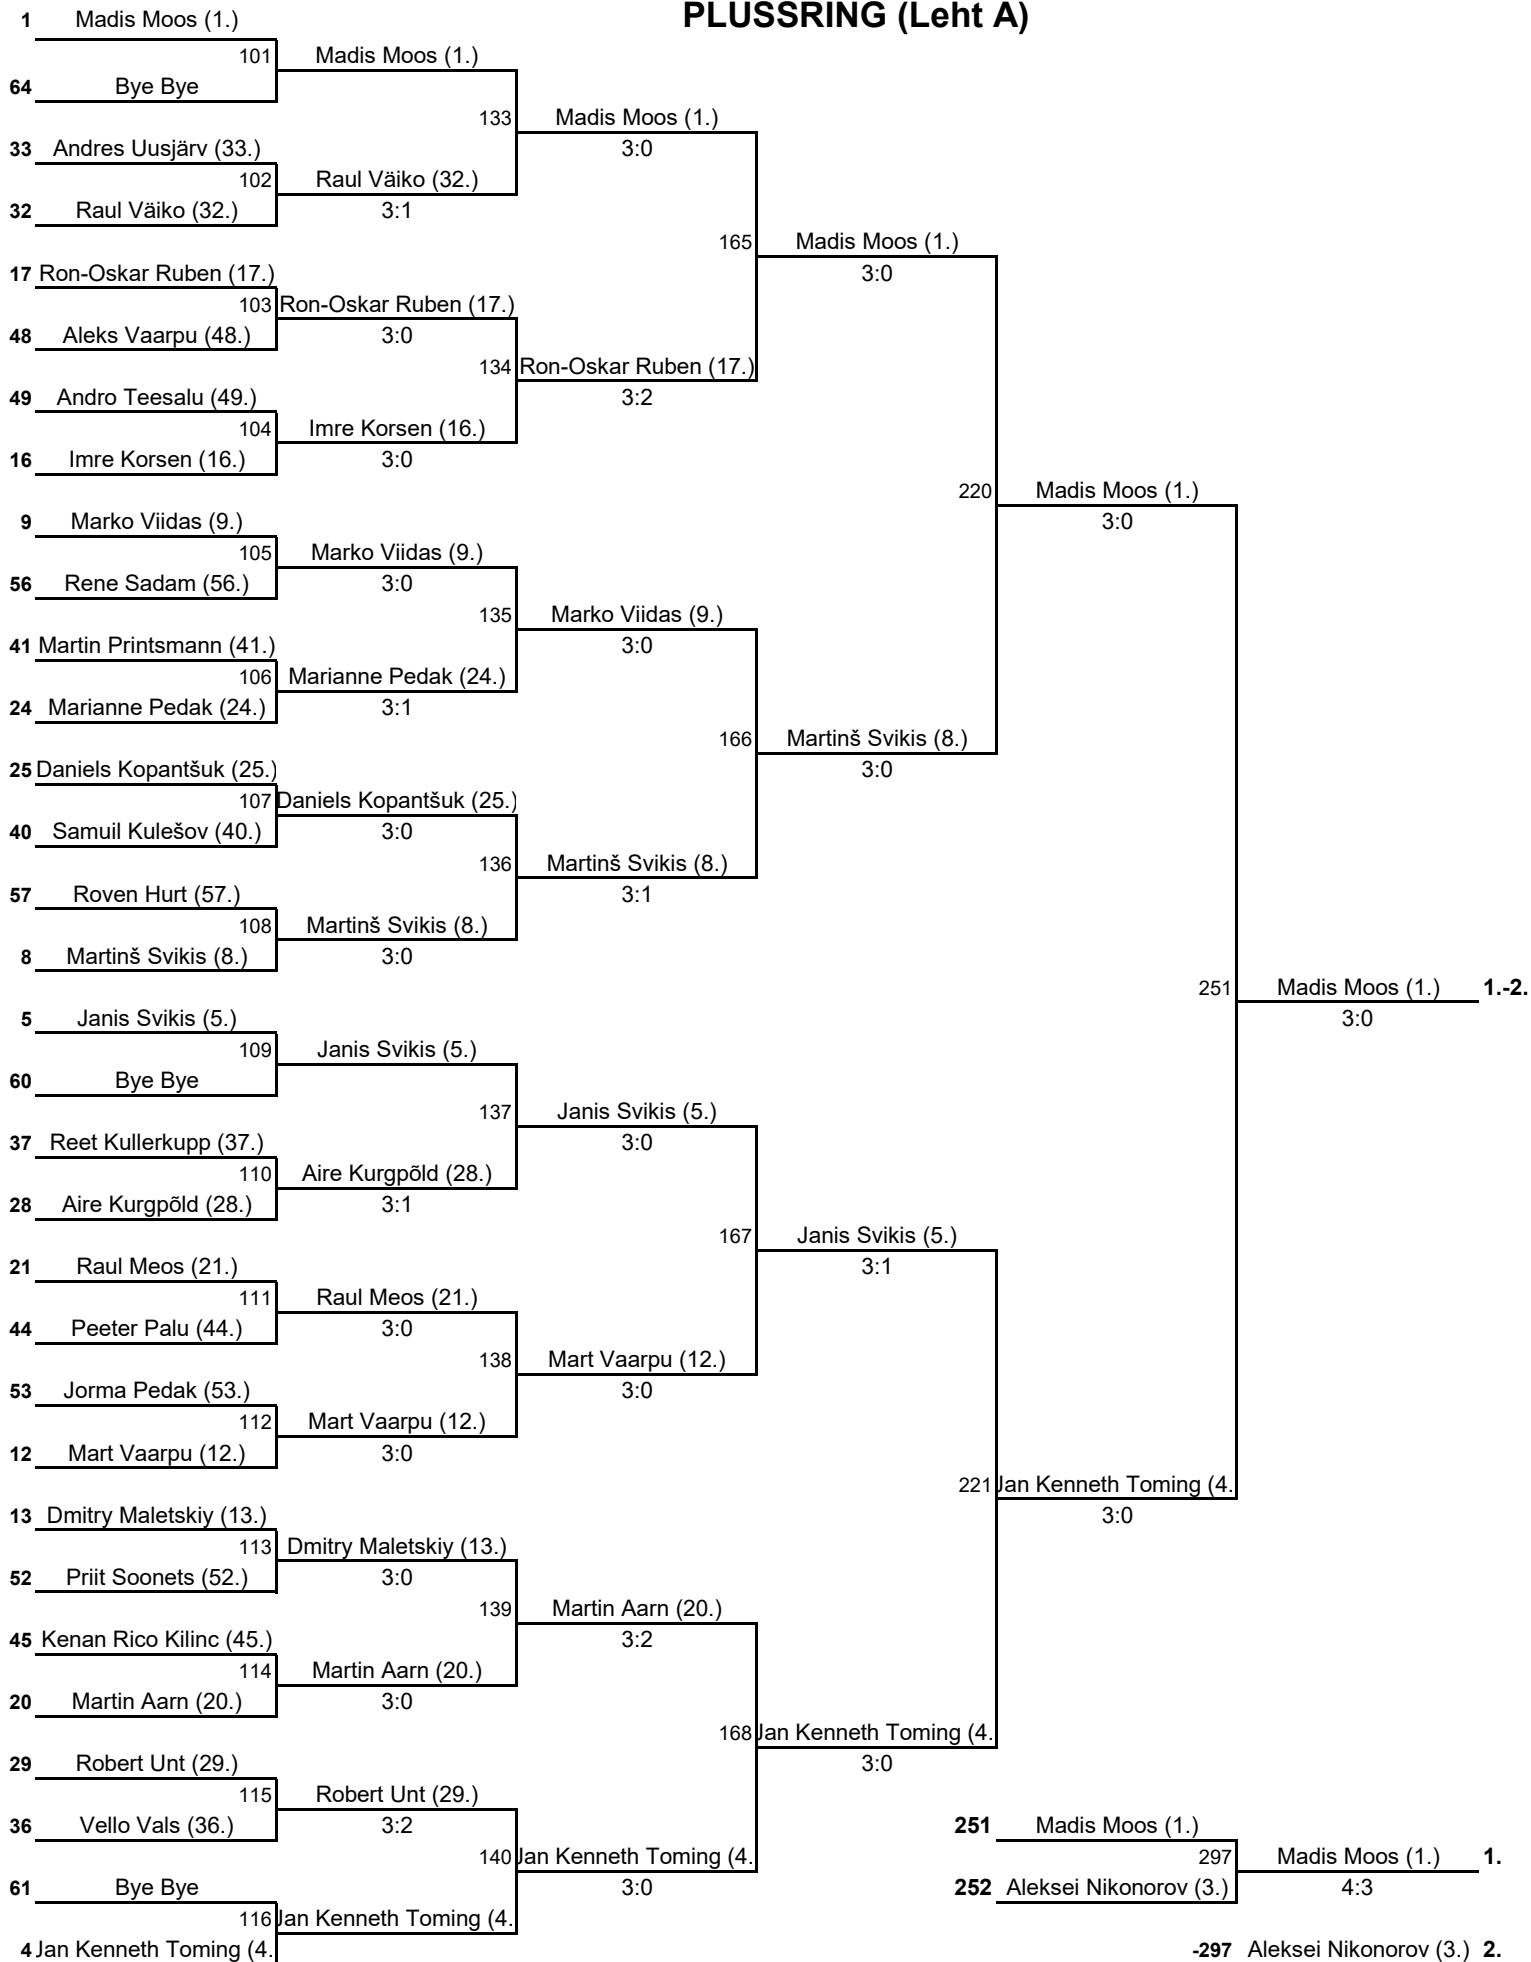 PLUSSRING (Leht A)
1 Madis Moos (1.)
101 Madis Moos (1.)
64 Bye Bye
133 Madis Moos (1.)
3:0
33 Andres Uusjärv (33.)
102 Raul Väiko (32.)
3:1
32 Raul Väiko (32.)
165 Madis Moos (1.)
3:0
17 Ron-Oskar Ruben (17.)
103 Ron-Oskar Ruben (17.)
3:0
48 Aleks Vaarpu (48.)
134 Ron-Oskar Ruben (17.)
3:2
49 Andro Teesalu (49.)
104 Imre Korsen (16.)
3:0
16 Imre Korsen (16.)
220 Madis Moos (1.)
3:0
9 Marko Viidas (9.)
105 Marko Viidas (9.)
3:0
56 Rene Sadam (56.)
135 Marko Viidas (9.)
3:0
41 Martin Printsmann (41.)
106 Marianne Pedak (24.)
3:1
24 Marianne Pedak (24.)
166 Martinš Svikis (8.)
3:0
25 Daniels Kopantšuk (25.)
107 Daniels Kopantšuk (25.)
3:0
40 Samuil Kulešov (40.)
136 Martinš Svikis (8.)
3:1
57 Roven Hurt (57.)
108 Martinš Svikis (8.)
3:0
8 Martinš Svikis (8.)
251 Madis Moos (1.) 1.-2.
3:0
5 Janis Svikis (5.)
109 Janis Svikis (5.)
60 Bye Bye
137 Janis Svikis (5.)
3:0
37 Reet Kullerkupp (37.)
110 Aire Kurgpõld (28.)
3:1
28 Aire Kurgpõld (28.)
167 Janis Svikis (5.)
3:1
21 Raul Meos (21.)
111 Raul Meos (21.)
3:0
44 Peeter Palu (44.)
138 Mart Vaarpu (12.)
3:0
53 Jorma Pedak (53.)
112 Mart Vaarpu (12.)
3:0
12 Mart Vaarpu (12.)
221 Jan Kenneth Toming (4.
3:0
13 Dmitry Maletskiy (13.)
113 Dmitry Maletskiy (13.)
3:0
52 Priit Soonets (52.)
139 Martin Aarn (20.)
3:2
45 Kenan Rico Kilinc (45.)
114 Martin Aarn (20.)
3:0
20 Martin Aarn (20.)
168 Jan Kenneth Toming (4.
3:0
29 Robert Unt (29.)
115 Robert Unt (29.)
3:2
36 Vello Vals (36.)
140 Jan Kenneth Toming (4.
3:0
61 Bye Bye
116 Jan Kenneth Toming (4.
4 Jan Kenneth Toming (4.
251 Madis Moos (1.)
297 Madis Moos (1.) 1.
4:3
252 Aleksei Nikonorov (3.)
-297 Aleksei Nikonorov (3.) 2.